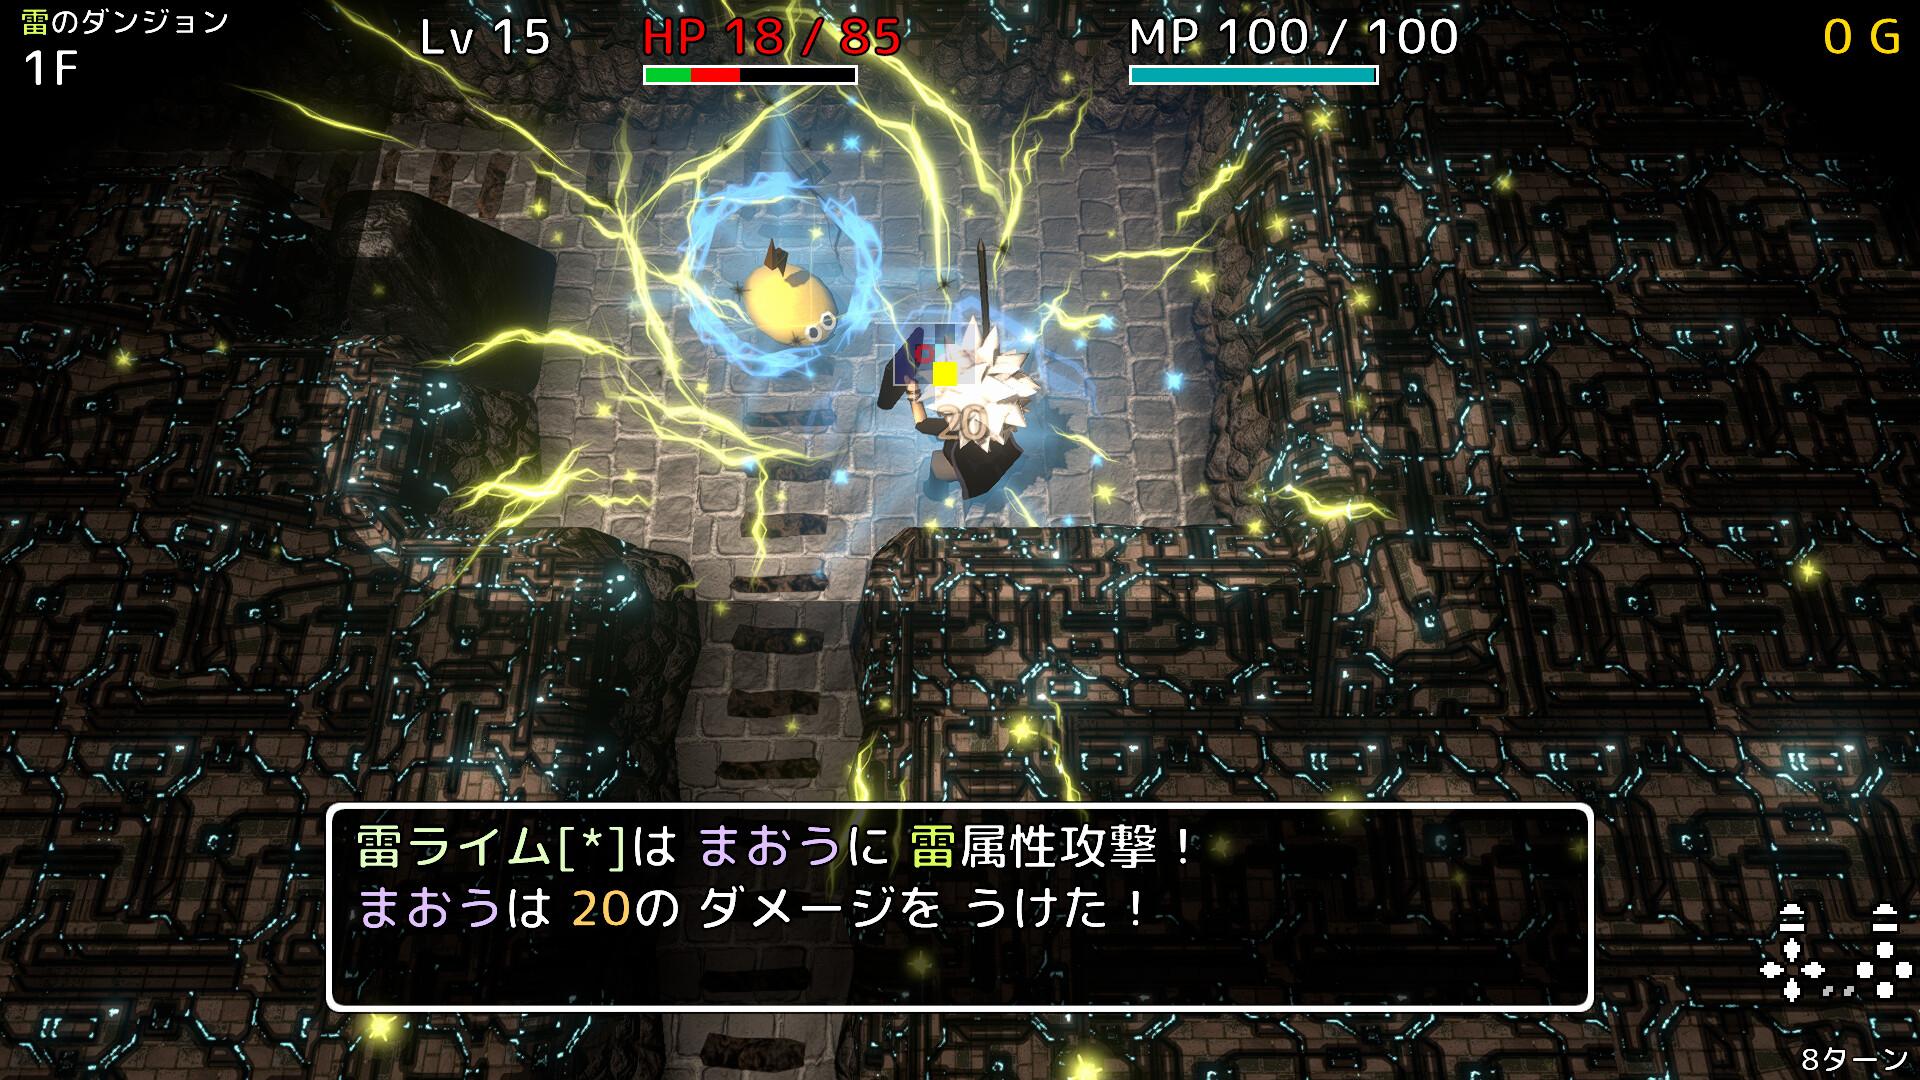 雷のダンジョン
1F
Lv 15
HP 18 / 85
MP 100 / 100
0 G
26
雷ライム[*]は まおうに 雷属性攻撃！
まおうは 20の ダメージを うけた！
8ターン